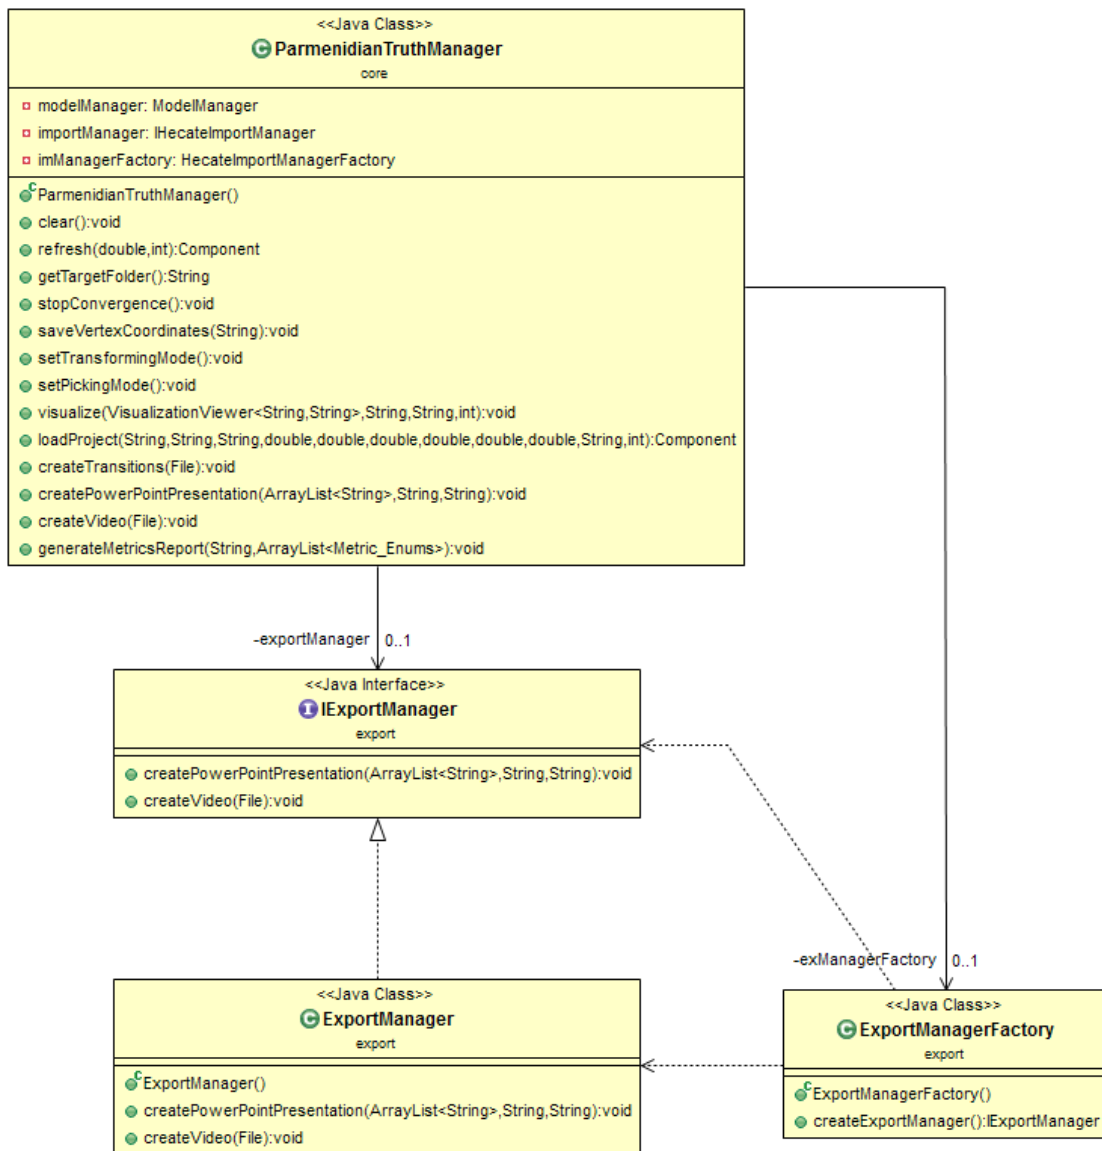 <<Java Class>>
ParmenidianTruthManager
core
modelManager: ModelManager
importManager: IHecateImportManager
imManagerFactory: HecateImportManagerFactory
ParmenidianTruthManager()
clear():void
refresh(double,int):Component
getTargetFolder():String
stopConvergence():void
saveVertexCoordinates(String):void
setTransformingMode():void
setPickingMode():void
visualize(VisualizationViewer<String,String>,String,String,int):void
loadProject(String,String,String,double,double,double,double,double,double,String,int):Component
createTransitions(File):void
createPowerPointPresentation(ArrayList<String>,String,String):void
createVideo(File):void
generateMetricsReport(String,ArrayList<Metric_Enums>):void
-exportManager 0..1
<<Java Interface>>
IExportManager
export
createPowerPointPresentation(ArrayList<String>,String,String):void
createVideo(File):void
-exManagerFactory 0..1
<<Java Class>>
ExportManager
export
ExportManager()
createPowerPointPresentation(ArrayList<String>,String,String):void
createVideo(File):void
<<Java Class>>
ExportManagerFactory
export
ExportManagerFactory()
createExportManager():IExportManager